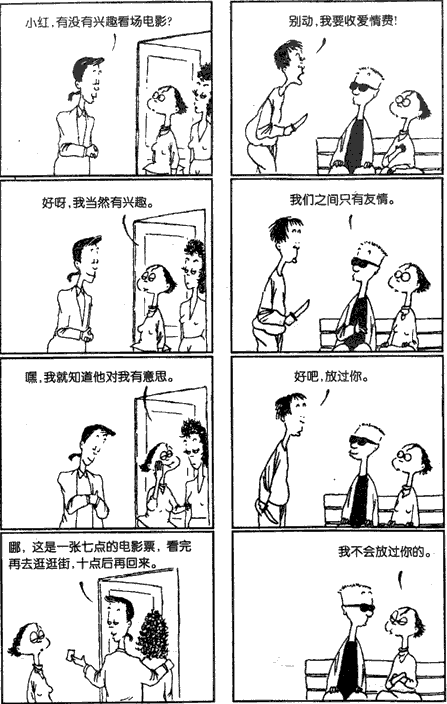 小红，有没有兴趣看场电影？
好呀，我当然有兴趣。
嘿，我就知道他对我有意思。
嘟，这是一张七点的电影票，看完
再去逛逛街，十点后再回来。
别动，我要收爱情费！
我们之间只有友情。
好吧，放过你。
我不会放过你的。